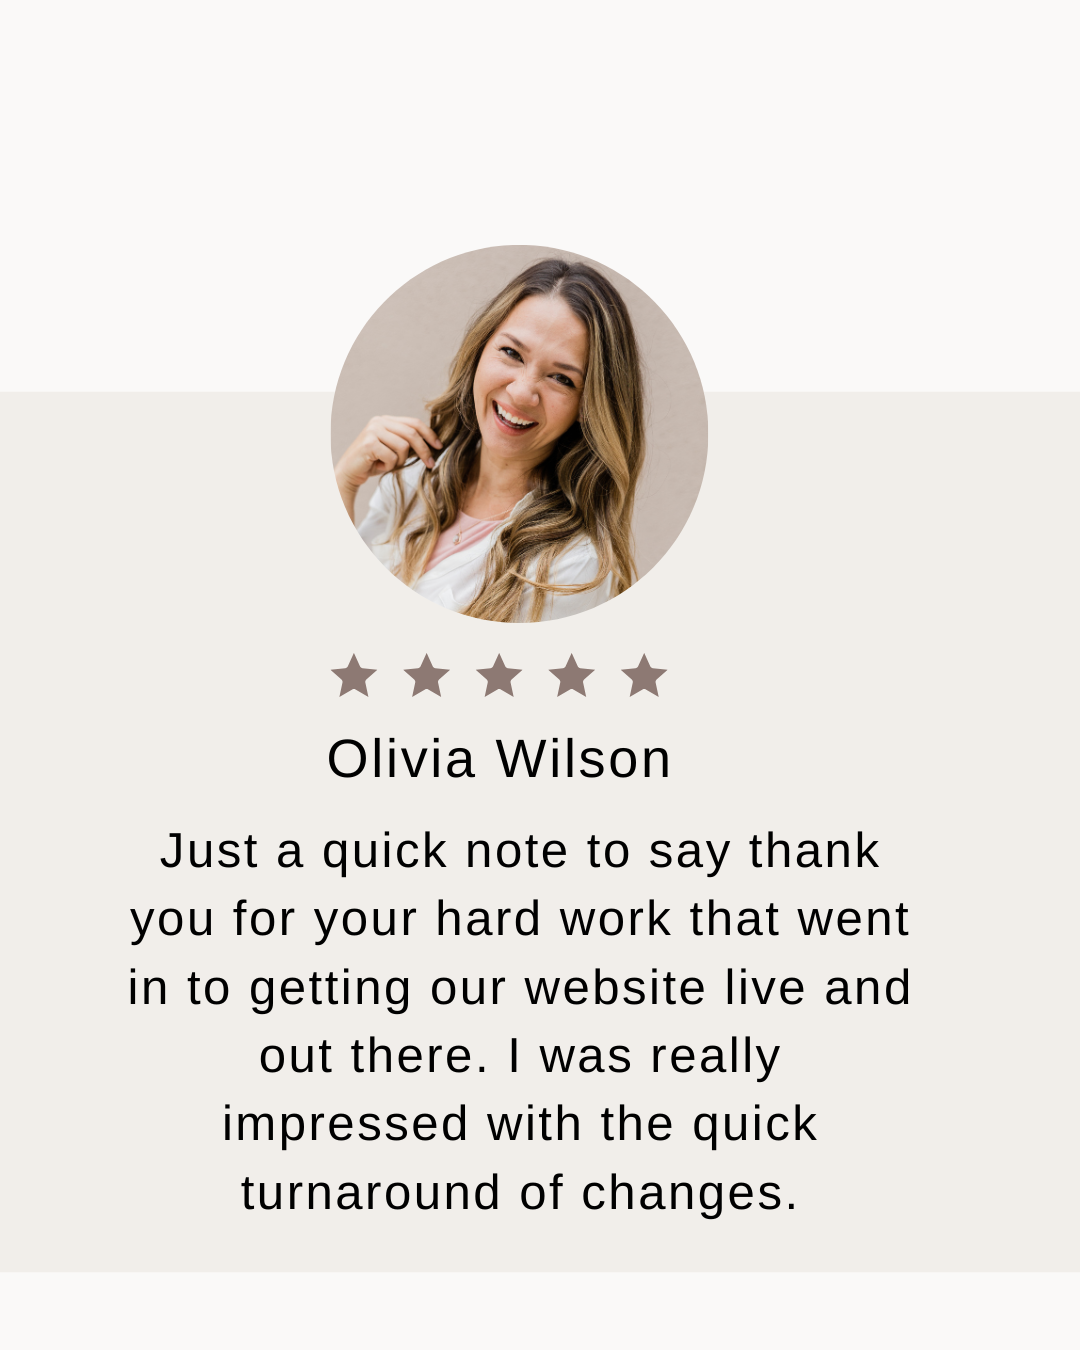 Olivia Wilson
Just a quick note to say thank
you for your hard work that went
in to getting our website live and
out there. I was really
impressed with the quick
turnaround of changes.